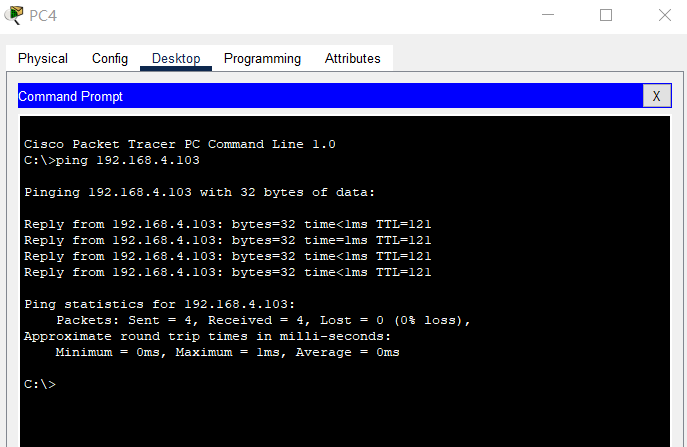 PC4
Physical Config Desktop Programming Attributes
Command Prompt X
Cisco Packet Tracer PC Command Line 1.0
C:\>ping 192.168.4.103
Pinging 192.168.4.103 with 32 bytes of data:
Reply from 192.168.4.103: bytes=32 time<1ms TTL=121
Reply from 192.168.4.103: bytes=32 time=1ms TTL=121
Reply from 192.168.4.103: bytes=32 time<1ms TTL=121
Reply from 192.168.4.103: bytes=32 time<1ms TTL=121
Ping statistics for 192.168.4.103:
    Packets: Sent = 4, Received = 4, Lost = 0 (0% loss),
Approximate round trip times in milli-seconds:
    Minimum = 0ms, Maximum = 1ms, Average = 0ms
C:\>